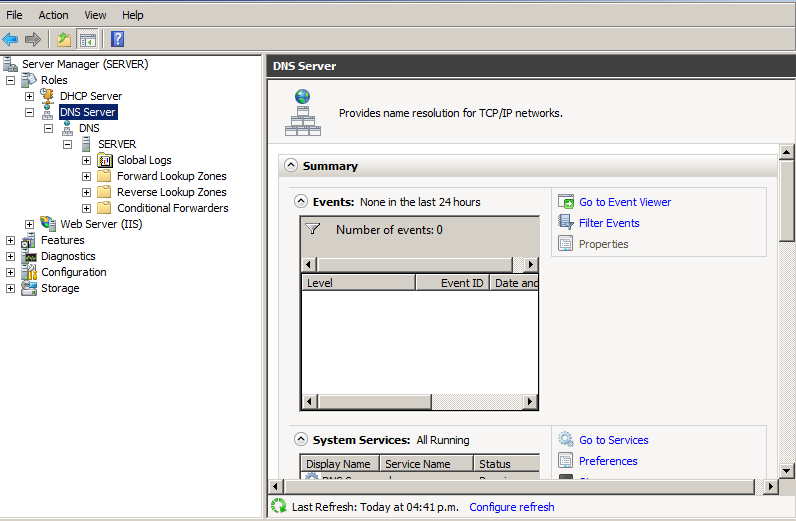 File Action View Help
Server Manager (SERVER)
Roles
DHCP Server
DNS Server
DNS
SERVER
Global Logs
Forward Lookup Zones
Reverse Lookup Zones
Conditional Forwarders
Web Server (IIS)
Features
Diagnostics
Configuration
Storage
DNS Server
Provides name resolution for TCP/IP networks.
Summary
Events: None in the last 24 hours
Number of events: 0
Level Event ID Date and
Go to Event Viewer
Filter Events
Properties
System Services: All Running
Display Name Service Name Status
Go to Services
Preferences
Last Refresh: Today at 04:41 p.m. Configure refresh